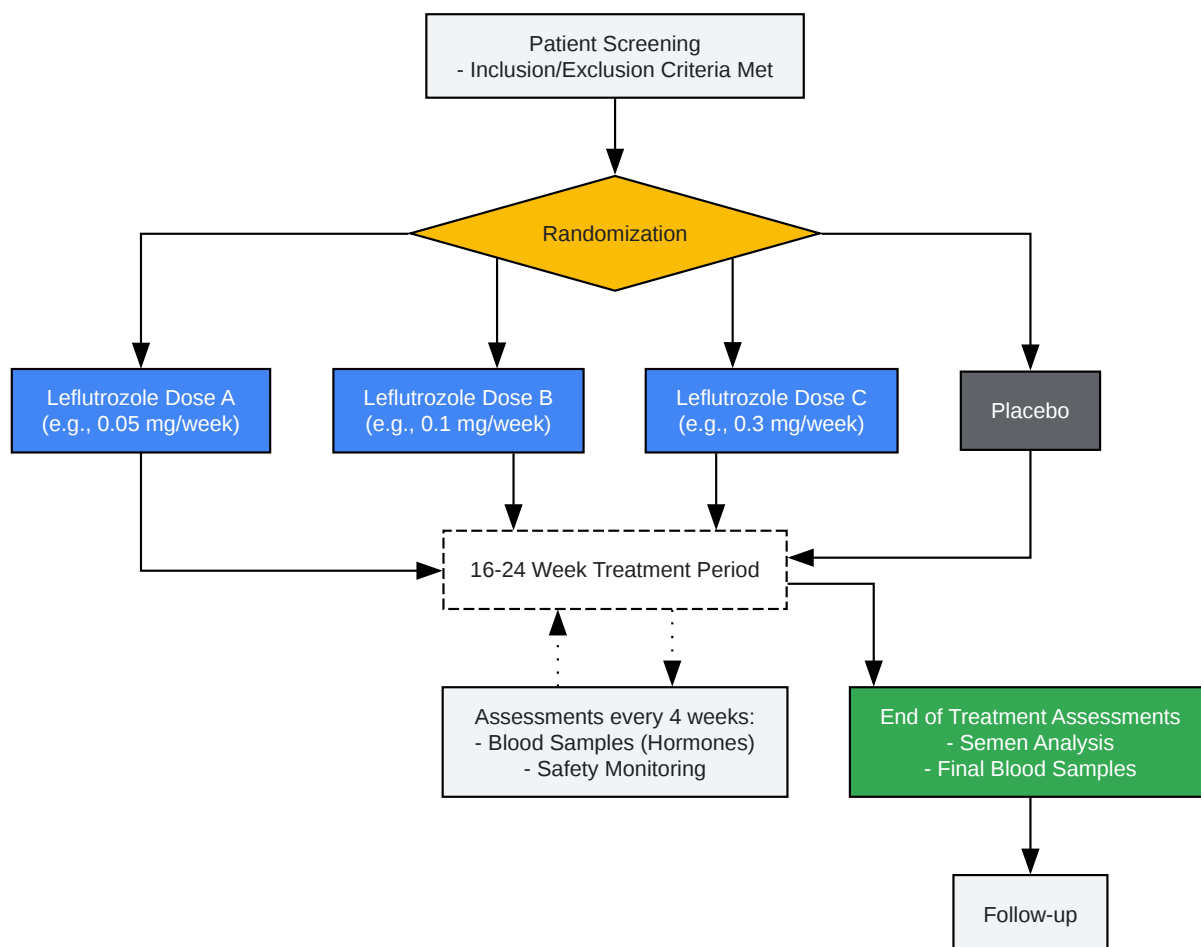 Patient Screening
- Inclusion/Exclusion Criteria Met
Randomization
Leflutrozole Dose A
(e.g., 0.05 mg/week)
Leflutrozole Dose B
(e.g., 0.1 mg/week)
Leflutrozole Dose C
(e.g., 0.3 mg/week)
Placebo
16-24 Week Treatment Period
Assessments every 4 weeks:
- Blood Samples (Hormones)
- Safety Monitoring
End of Treatment Assessments
- Semen Analysis
- Final Blood Samples
Follow-up